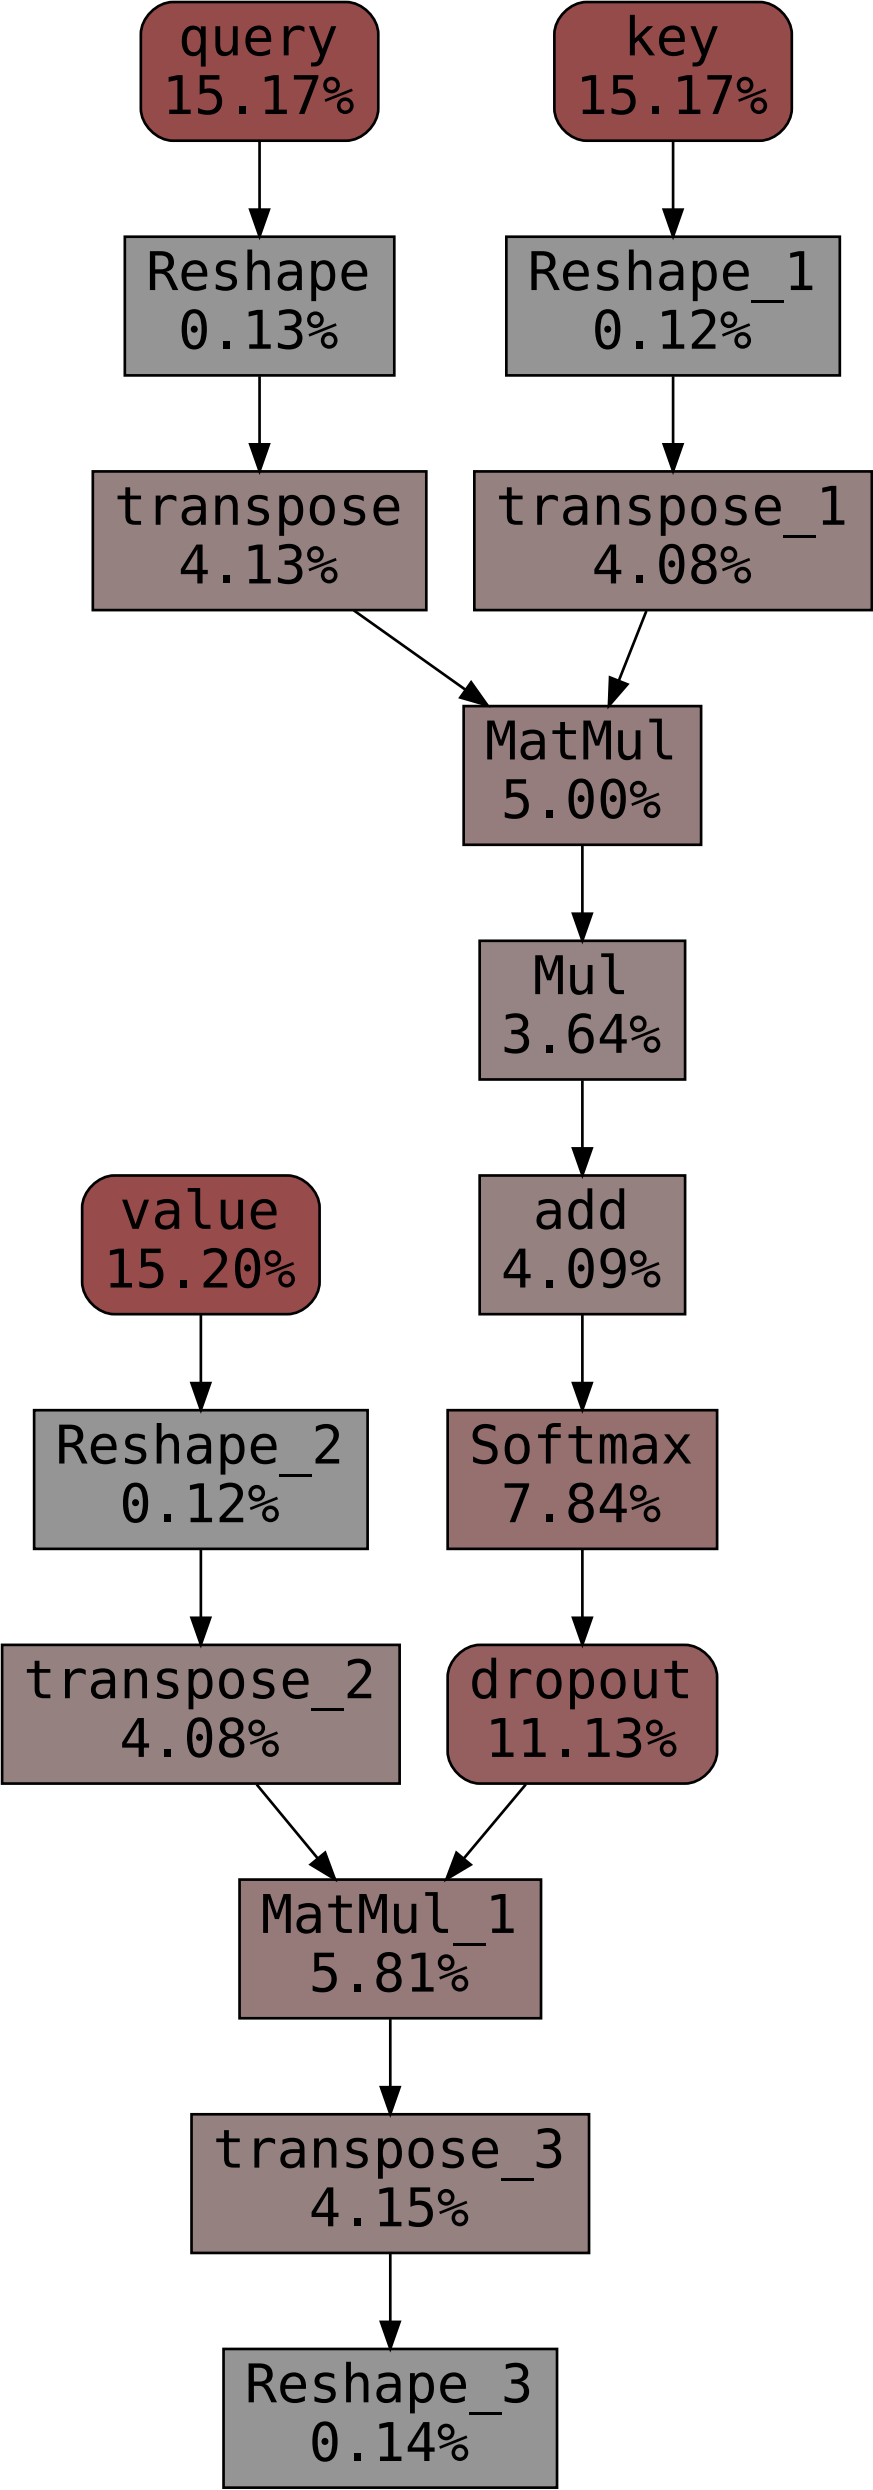 query
15.17%
key
15.17%
Reshape
0.13%
Reshape_1
0.12%
transpose
4.13%
transpose_1
4.08%
MatMul
5.00%
Mul
3.64%
value
15.20%
add
4.09%
Reshape_2
0.12%
Softmax
7.84%
transpose_2
4.08%
dropout
11.13%
MatMul_1
5.81%
transpose_3
4.15%
Reshape_3
0.14%